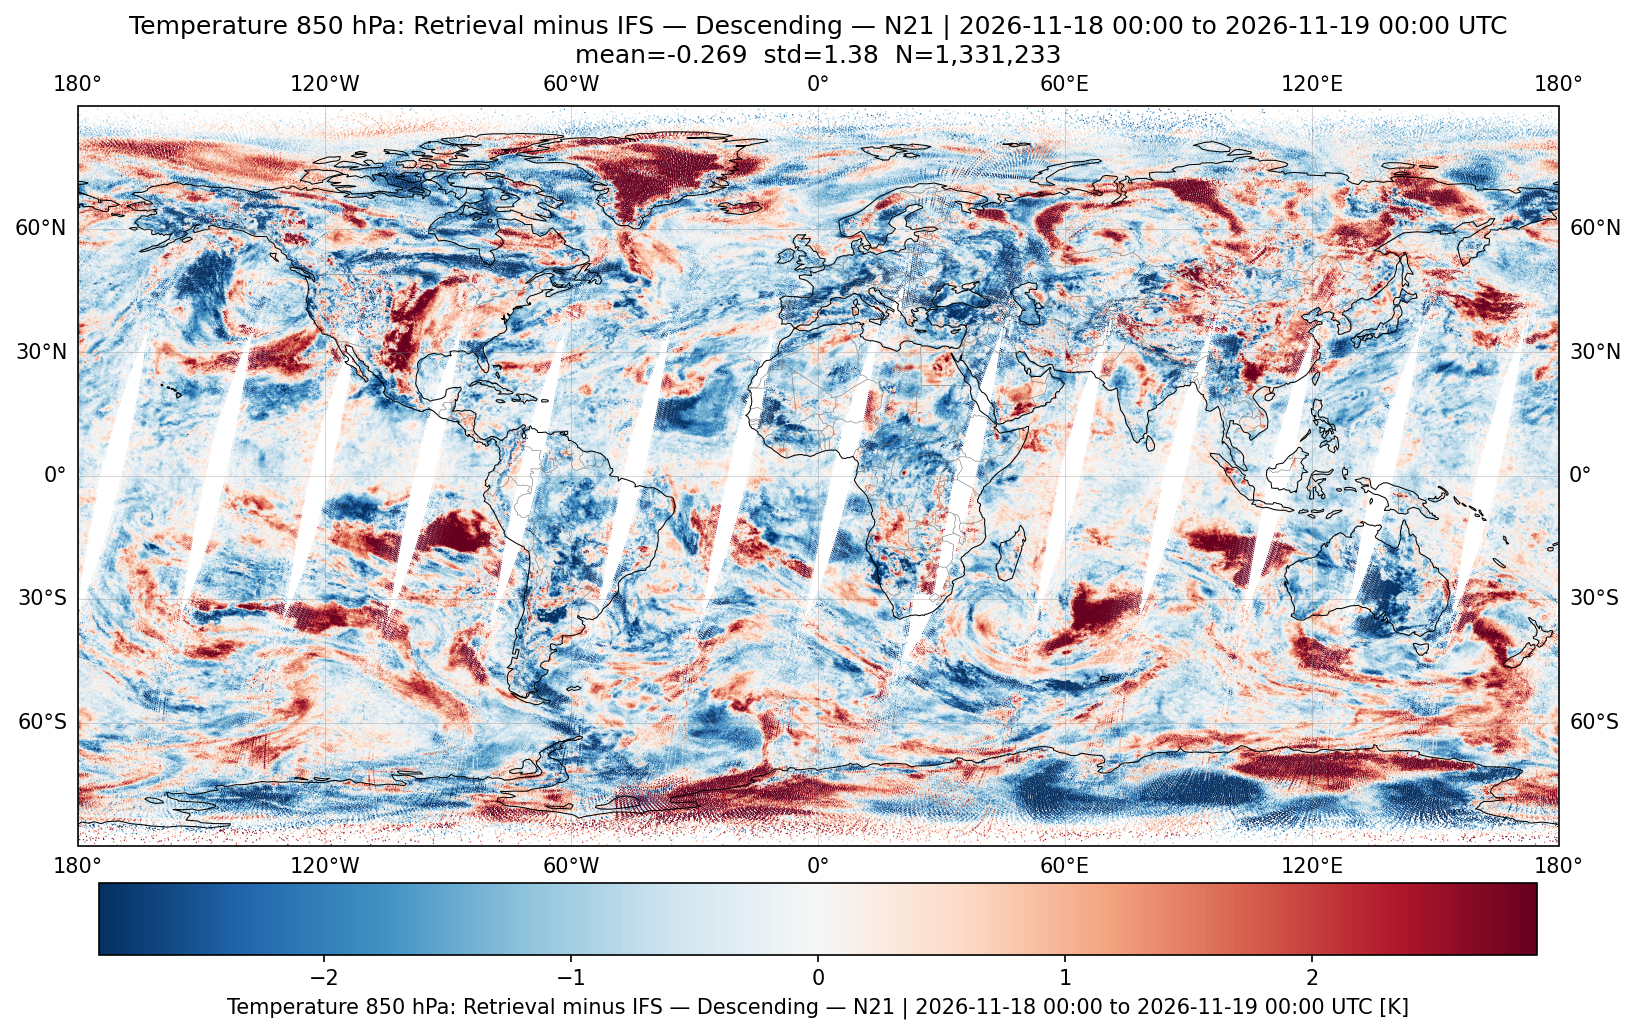 Temperature 850 hPa: Retrieval minus IFS — Descending — N21 | 2026-11-18 00:00 to 2026-11-19 00:00 UTC
mean=-0.269  std=1.38  N=1,331,233
180° 120°W 60°W 0° 60°E 120°E 180°
60°N 60°N
30°N 30°N
0° 0°
30°S 30°S
60°S 60°S
180° 120°W 60°W 0° 60°E 120°E 180°
−2 −1 0 1 2
Temperature 850 hPa: Retrieval minus IFS — Descending — N21 | 2026-11-18 00:00 to 2026-11-19 00:00 UTC [K]